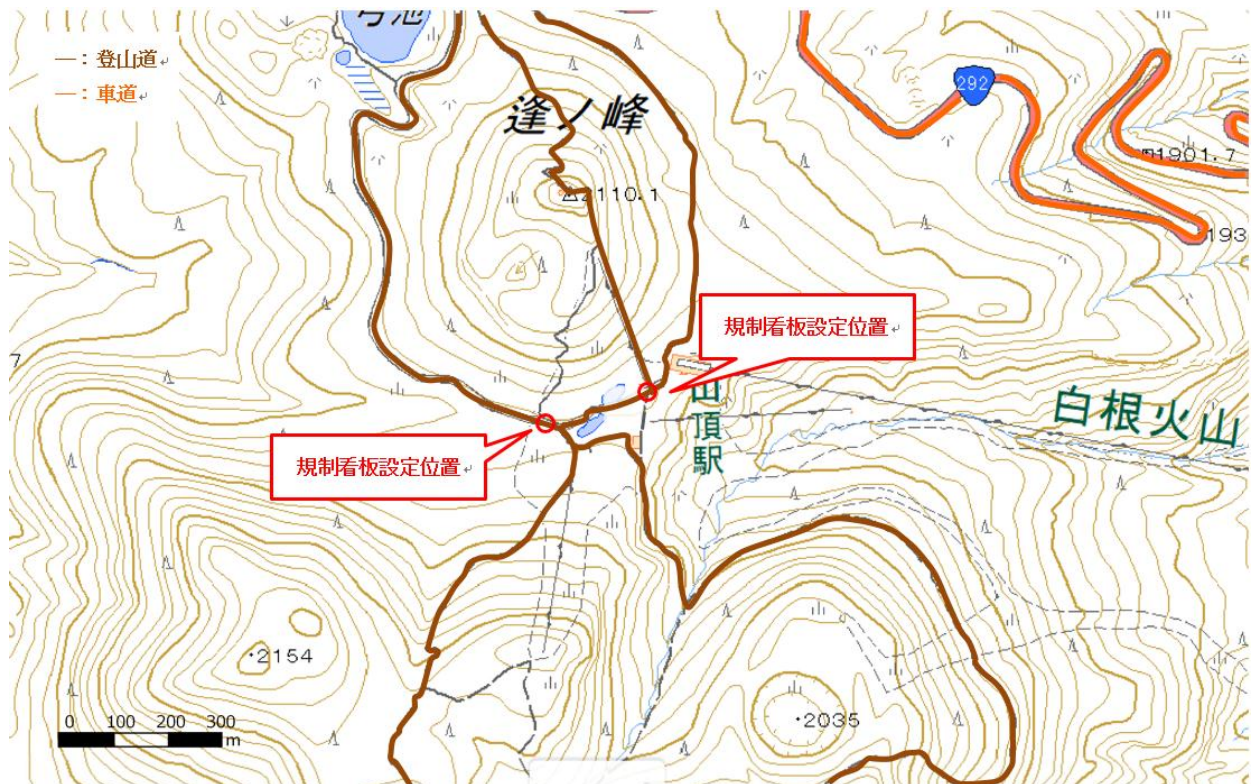 弓池
—：登山道
—：車道
逢ノ峰
292
1901.7
2110.1
193
規制看板設定位置
7
山頂駅
白根火山
規制看板設定位置
・2154
・2035
0 100 200 300
m